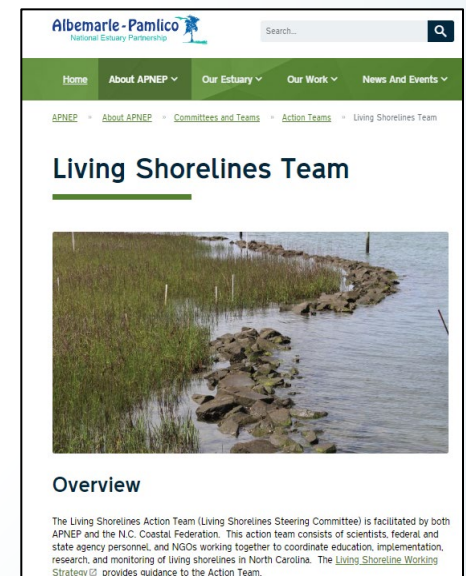 Albemarle-Pamlico
National Estuary Partnership
Search...
Home About APNEP Our Estuary Our Work News And Events
APNEP • About APNEP • Committees and Teams • Action Teams • Living Shorelines Team
Living Shorelines Team
Overview
The Living Shorelines Action Team (Living Shorelines Steering Committee) is facilitated by both
APNEP and the N.C. Coastal Federation. This action team consists of scientists, federal and
state agency personnel, and NGOs working together to coordinate education, implementation,
research, and monitoring of living shorelines in North Carolina. The Living Shoreline Working
Strategy provides guidance to the Action Team.